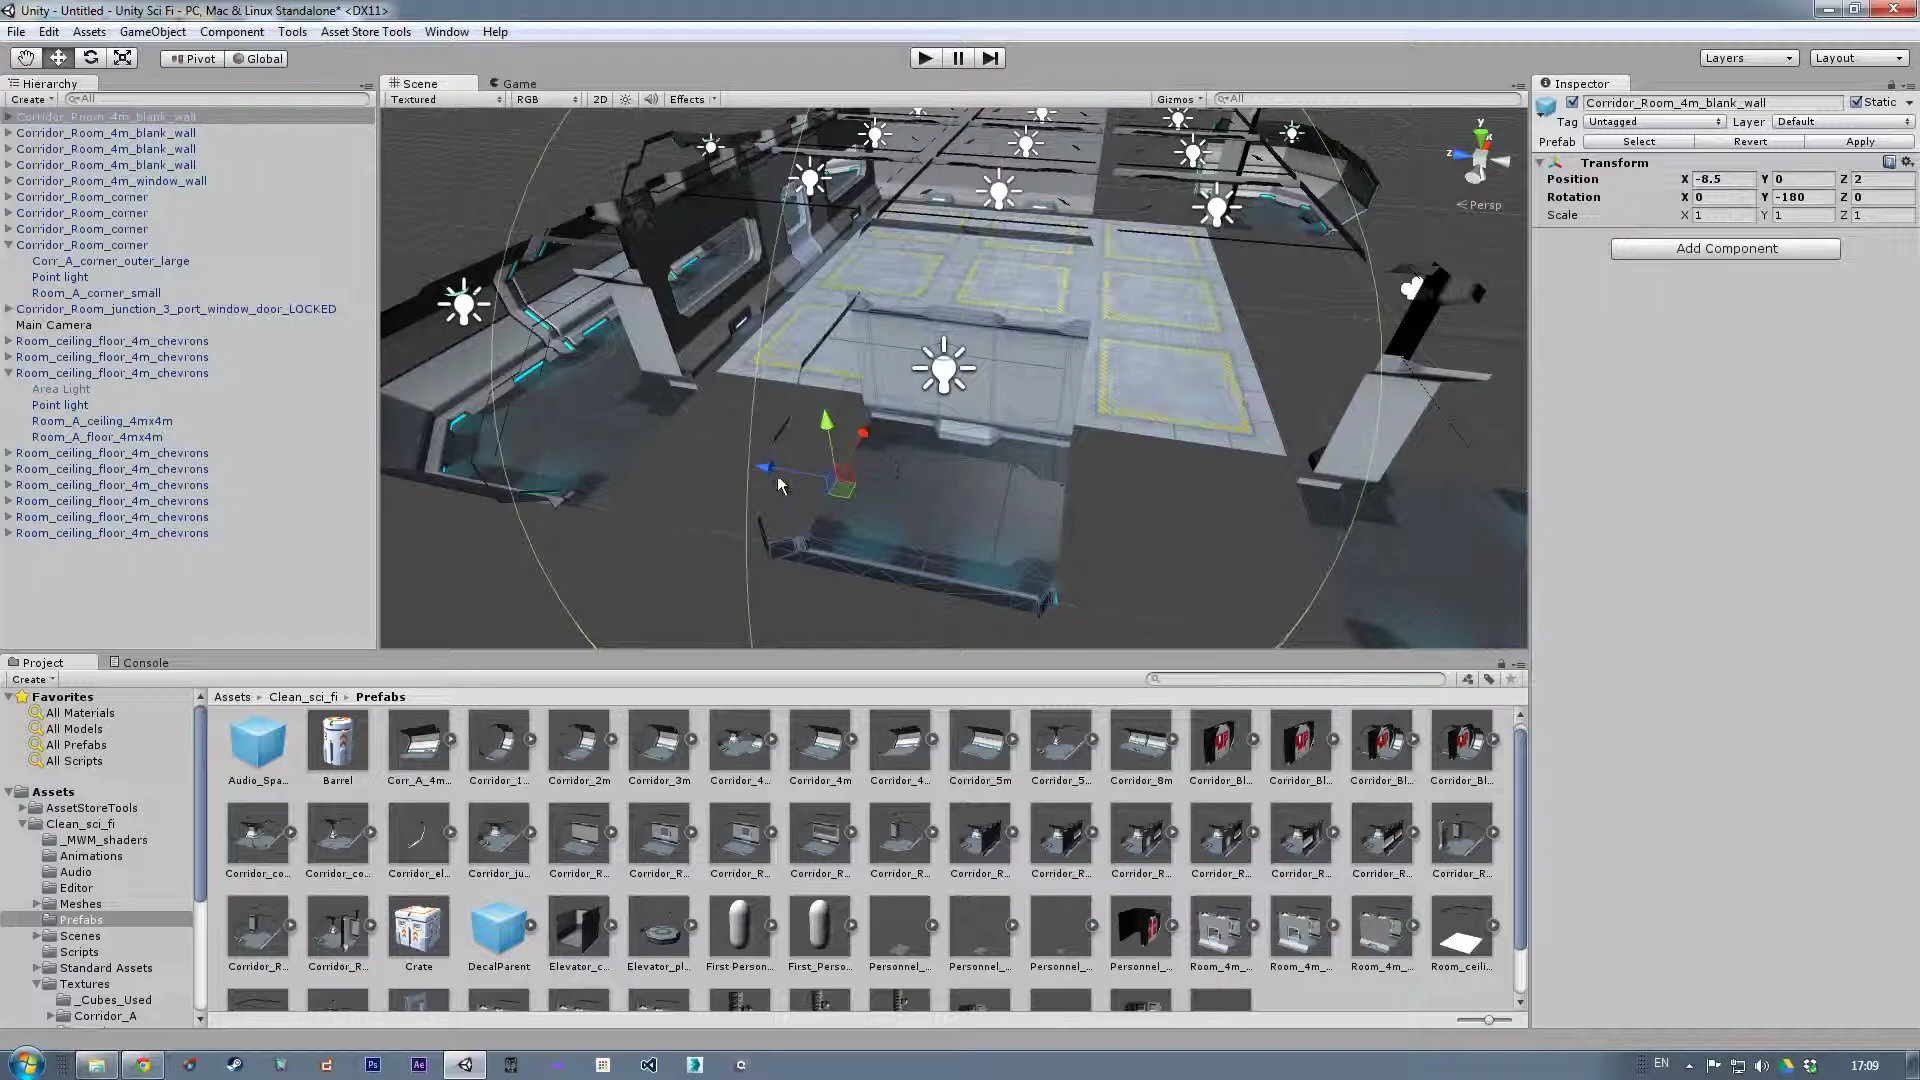 Unity - Untitled - Unity Sci Fi - PC, Mac & Linux Standalone* <DX11>
File Edit Assets GameObject Component Tools Asset Store Tools Window Help
Pivot Global Layers Layout
Hierarchy
Create All
Corridor_Room_4m_blank_wall
Corridor_Room_4m_blank_wall
Corridor_Room_4m_blank_wall
Corridor_Room_4m_blank_wall
Corridor_Room_4m_window_wall
Corridor_Room_corner
Corridor_Room_corner
Corridor_Room_corner
Corridor_Room_corner
Corr_A_corner_outer_large
Point light
Room_A_corner_small
Corridor_Room_junction_3_port_window_door_LOCKED
Main Camera
Room_ceiling_floor_4m_chevrons
Room_ceiling_floor_4m_chevrons
Room_ceiling_floor_4m_chevrons
Area Light
Point light
Room_A_ceiling_4mx4m
Room_A_floor_4mx4m
Room_ceiling_floor_4m_chevrons
Room_ceiling_floor_4m_chevrons
Room_ceiling_floor_4m_chevrons
Room_ceiling_floor_4m_chevrons
Room_ceiling_floor_4m_chevrons
Room_ceiling_floor_4m_chevrons
Scene Game
Textured RGB 2D Effects Gizmos All
y
x
z
Persp
Inspector
Corridor_Room_4m_blank_wall Static
Tag Untagged Layer Default
Prefab Select Revert Apply
Transform
Position X -8.5 Y 0 Z 2
Rotation X 0 Y -180 Z 0
Scale X 1 Y 1 Z 1
Add Component
Project Console
Create
Favorites
All Materials
All Models
All Prefabs
All Scripts
Assets
AssetStoreTools
Clean_sci_fi
_MWM_shaders
Animations
Audio
Editor
Meshes
Prefabs
Scenes
Scripts
Standard Assets
Textures
_Cubes_Used
Corridor_A
Assets Clean_sci_fi Prefabs
Audio_Spa... Barrel Corr_A_4m... Corridor_1... Corridor_2m Corridor_3m Corridor_4... Corridor_4m Corridor_4... Corridor_5m Corridor_5... Corridor_8m Corridor_Bl... Corridor_Bl... Corridor_Bl... Corridor_Bl...
Corridor_co... Corridor_co... Corridor_el... Corridor_ju... Corridor_R... Corridor_R... Corridor_R... Corridor_R... Corridor_R... Corridor_R... Corridor_R... Corridor_R... Corridor_R... Corridor_R... Corridor_R... Corridor_R...
Corridor_R... Corridor_R... Crate DecalParent Elevator_c... Elevator_pl... First Person... First_Perso... Personnel_... Personnel_... Personnel_... Personnel_... Room_4m_... Room_4m_... Room_4m_... Room_ceili...
Ps Ae EN 17:09